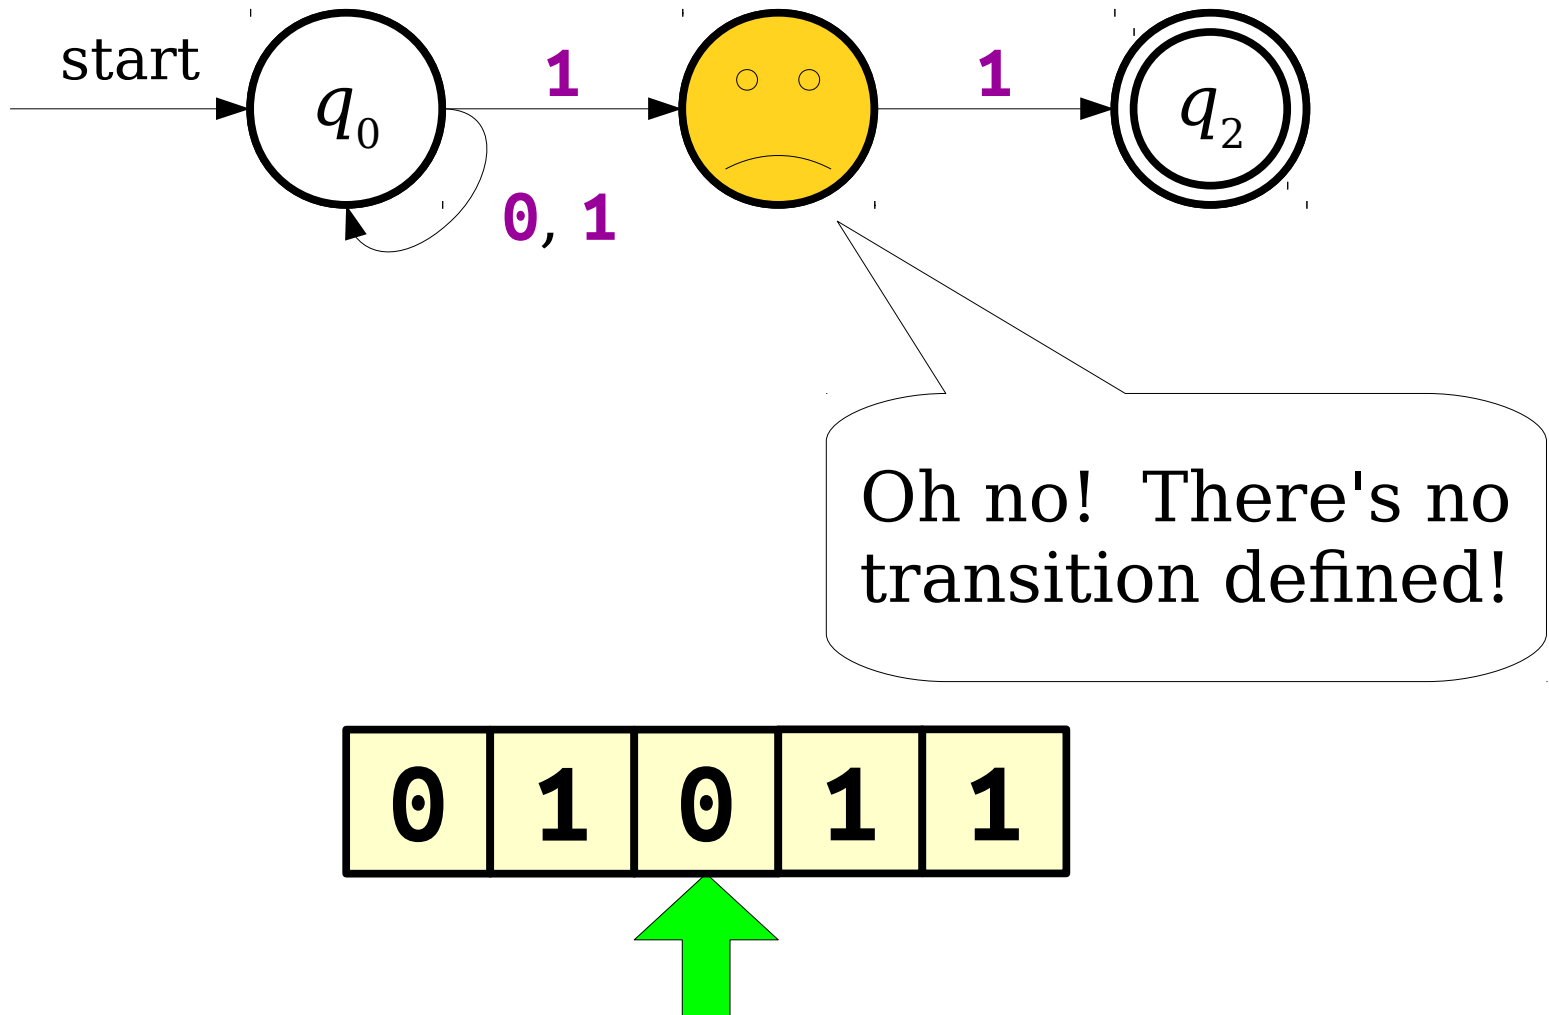 start
1
1
q0
q2
0, 1
Oh no! There's no
transition defined!
0 1 0 1 1